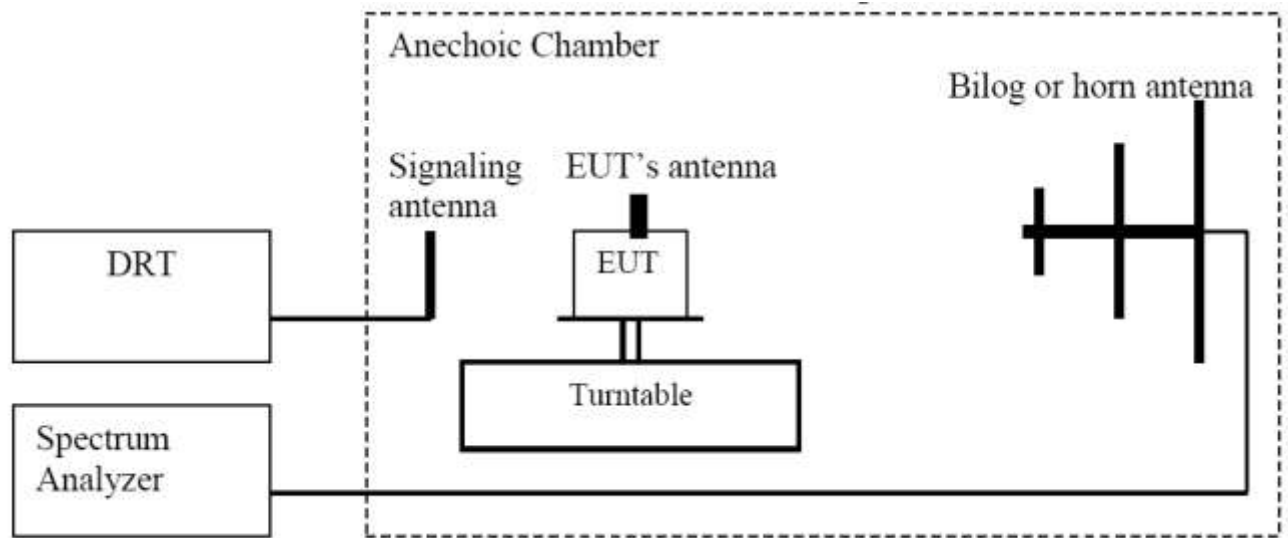 Anechoic Chamber
Bilog or horn antenna
Signaling
antenna
EUT’s antenna
DRT
EUT
Turntable
Spectrum
Analyzer